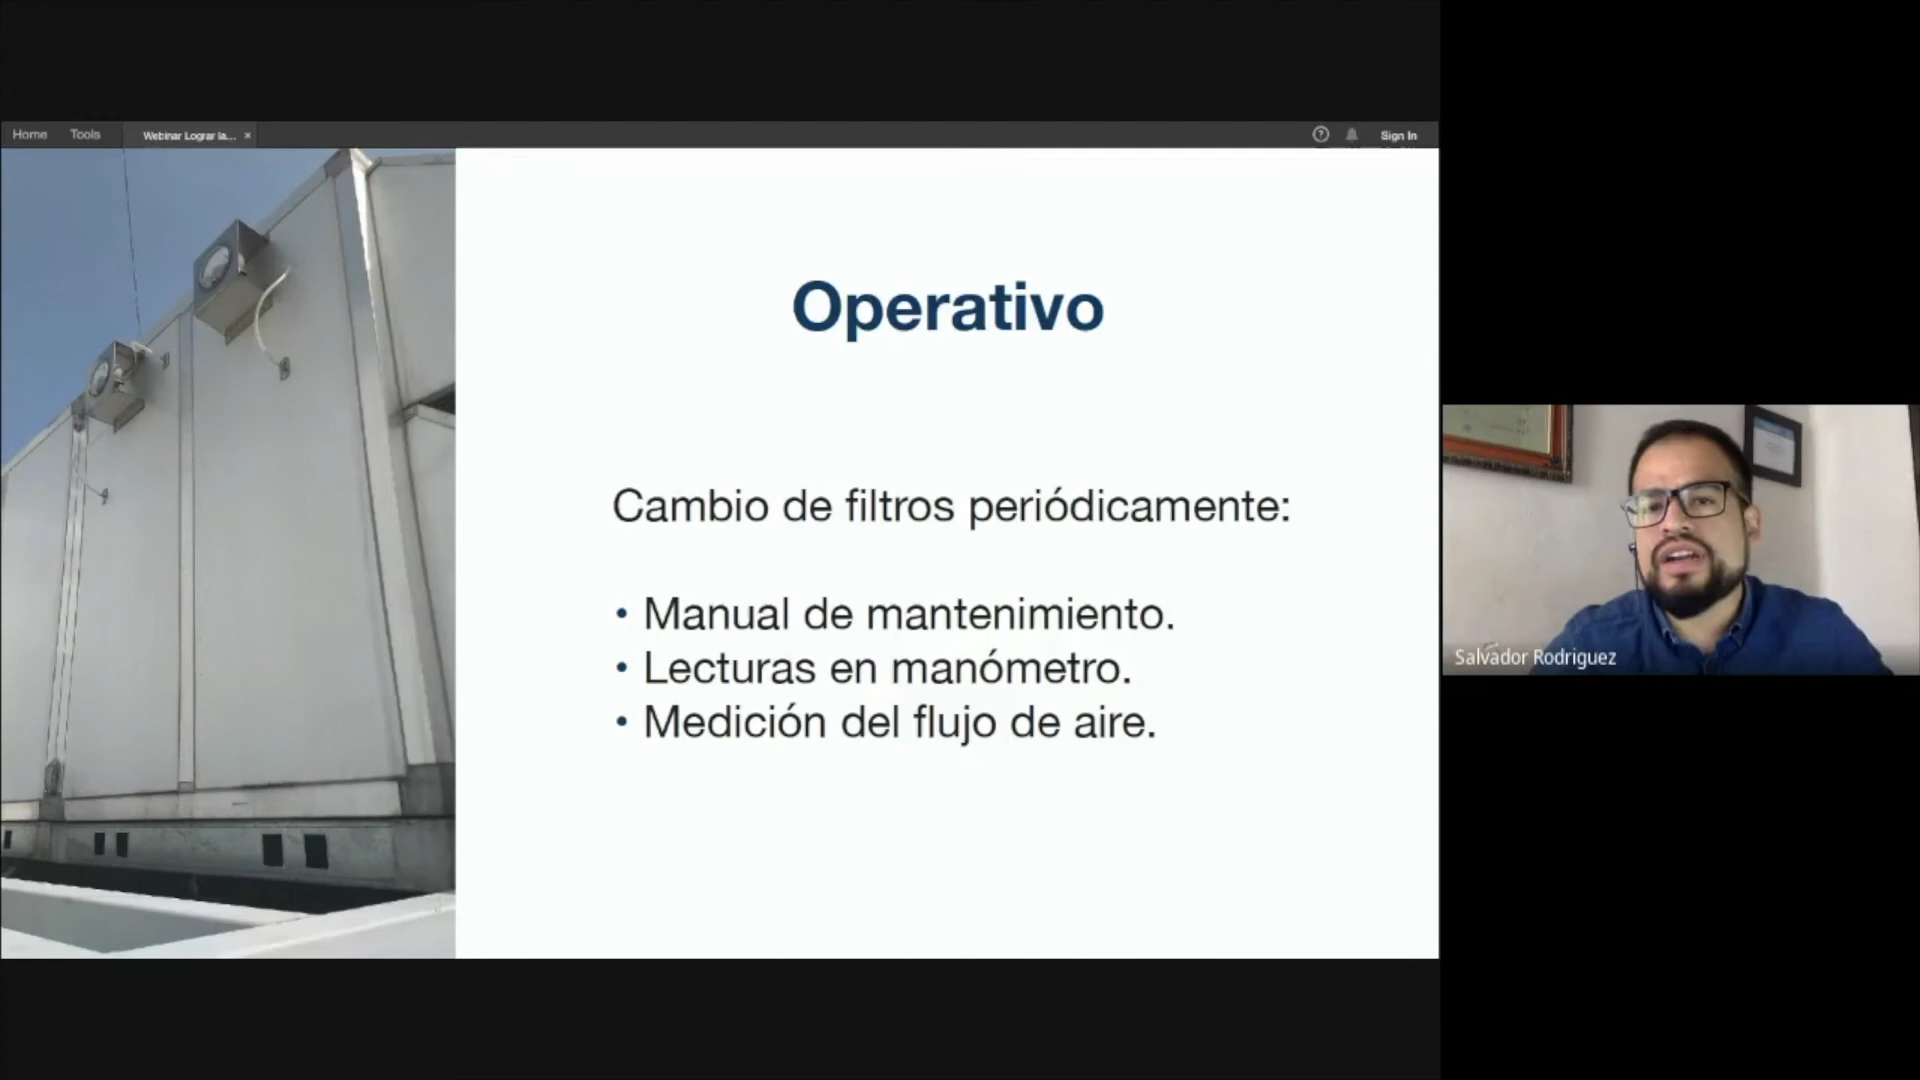 Home Tools Webinar Lograr la... × ? Sign In
Operativo
Cambio de filtros periódicamente:
• Manual de mantenimiento.
• Lecturas en manómetro.
• Medición del flujo de aire.
Salvador Rodriguez